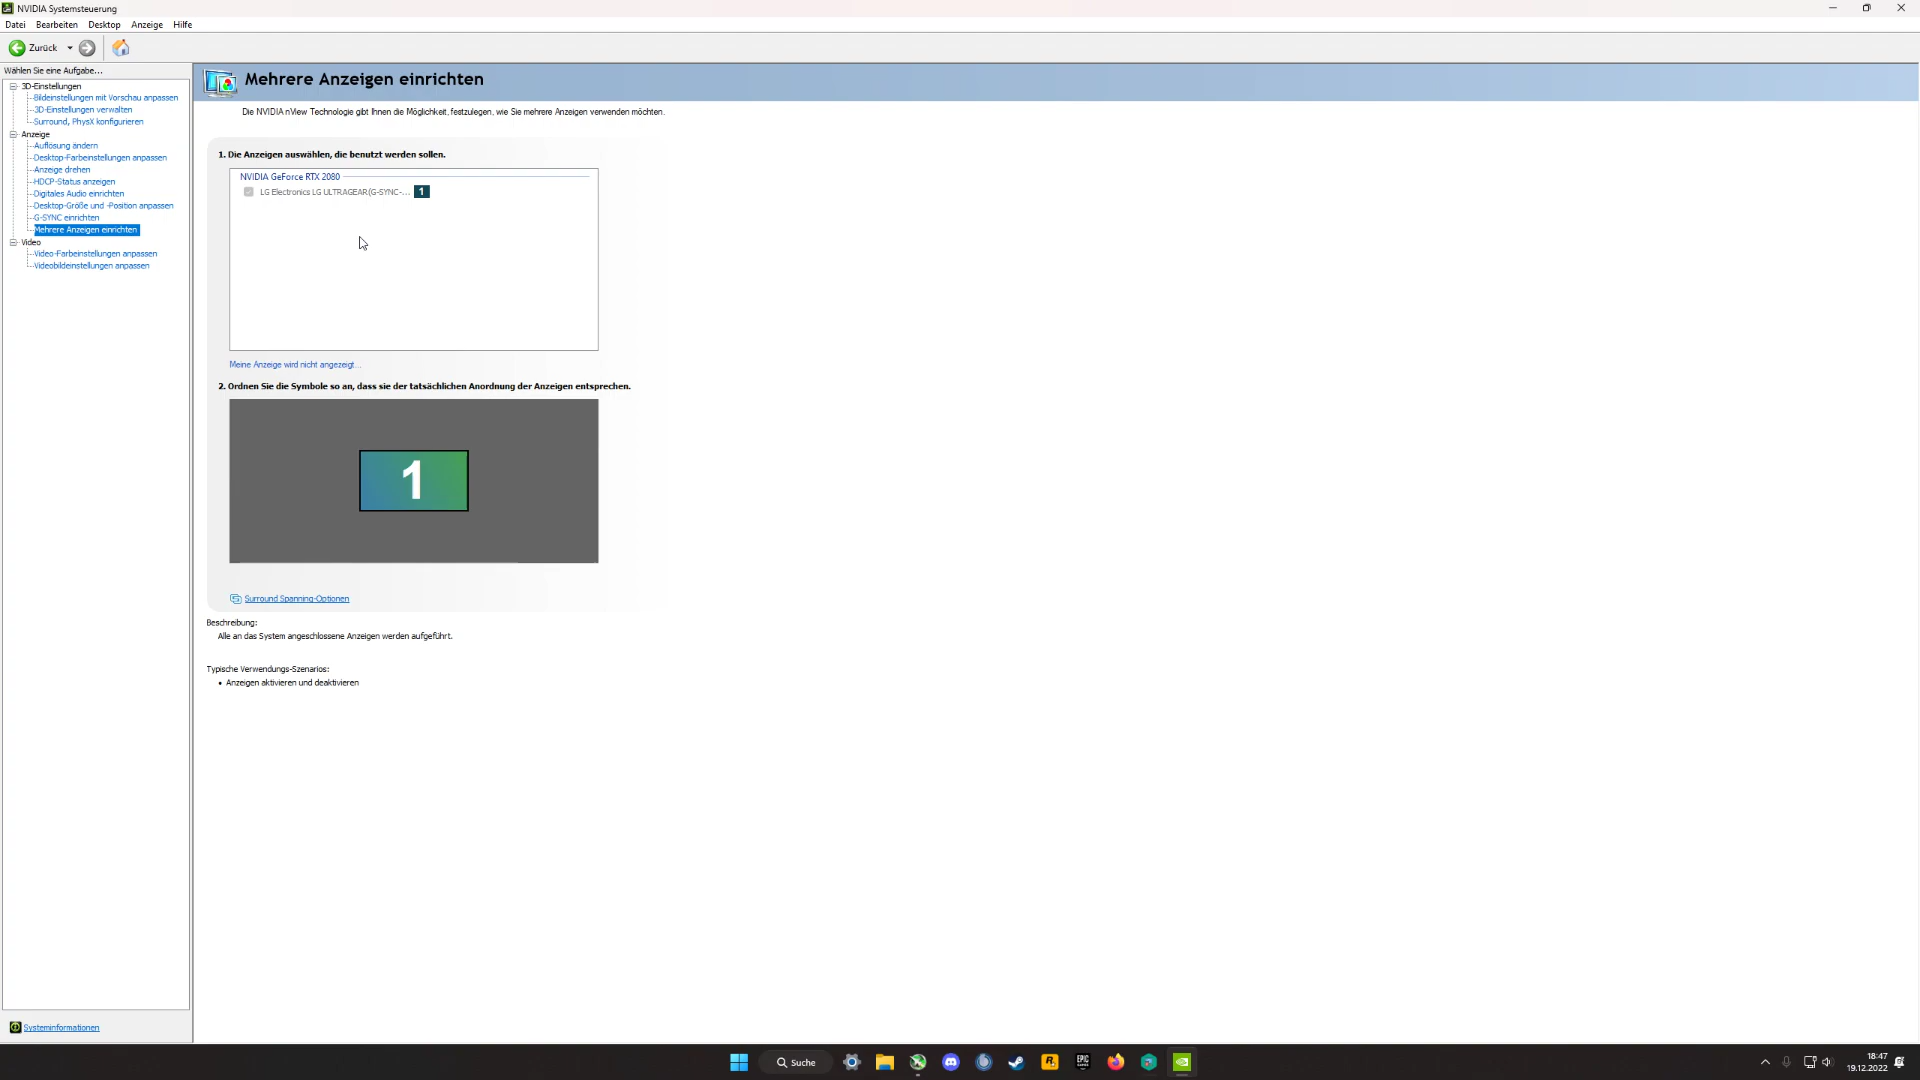 NVIDIA Systemsteuerung
Datei Bearbeiten Desktop Anzeige Hilfe
Zurück
Wählen Sie eine Aufgabe...
3D-Einstellungen
Bildeinstellungen mit Vorschau anpassen
3D-Einstellungen verwalten
Surround, PhysX konfigurieren
Anzeige
Auflösung ändern
Desktop-Farbeinstellungen anpassen
Anzeige drehen
HDCP-Status anzeigen
Digitales Audio einrichten
Desktop-Größe und -Position anpassen
G-SYNC einrichten
Mehrere Anzeigen einrichten
Video
Video-Farbeinstellungen anpassen
Videobildeinstellungen anpassen
Systeminformationen
Mehrere Anzeigen einrichten
Die NVIDIA nView Technologie gibt Ihnen die Möglichkeit, festzulegen, wie Sie mehrere Anzeigen verwenden möchten.
1. Die Anzeigen auswählen, die benutzt werden sollen.
NVIDIA GeForce RTX 2080
LG Electronics LG ULTRAGEAR(G-SYNC-... 1
Meine Anzeige wird nicht angezeigt...
2. Ordnen Sie die Symbole so an, dass sie der tatsächlichen Anordnung der Anzeigen entsprechen.
1
Surround Spanning-Optionen
Beschreibung:
Alle an das System angeschlossene Anzeigen werden aufgeführt.
Typische Verwendungs-Szenarios:
• Anzeigen aktivieren und deaktivieren
Suche
EPIC
18:47
19.12.2022